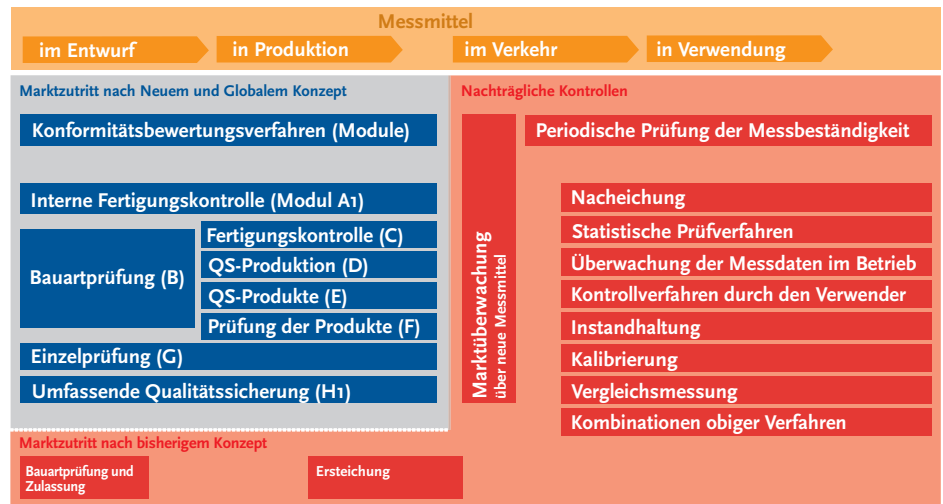 Messmittel
im Entwurf
in Produktion
im Verkehr
in Verwendung
Marktzutritt nach Neuem und Globalem Konzept
Konformitätsbewertungsverfahren (Module)
Interne Fertigungskontrolle (Modul A1)
Bauartprüfung (B)
Fertigungskontrolle (C)
QS-Produktion (D)
QS-Produkte (E)
Prüfung der Produkte (F)
Einzelprüfung (G)
Umfassende Qualitätssicherung (H1)
Nachträgliche Kontrollen
Marktüberwachung
über neue Messmittel
Periodische Prüfung der Messbeständigkeit
Nacheichung
Statistische Prüfverfahren
Überwachung der Messdaten im Betrieb
Kontrollverfahren durch den Verwender
Instandhaltung
Kalibrierung
Vergleichsmessung
Kombinationen obiger Verfahren
Marktzutritt nach bisherigem Konzept
Bauartprüfung und
Zulassung
Ersteichung